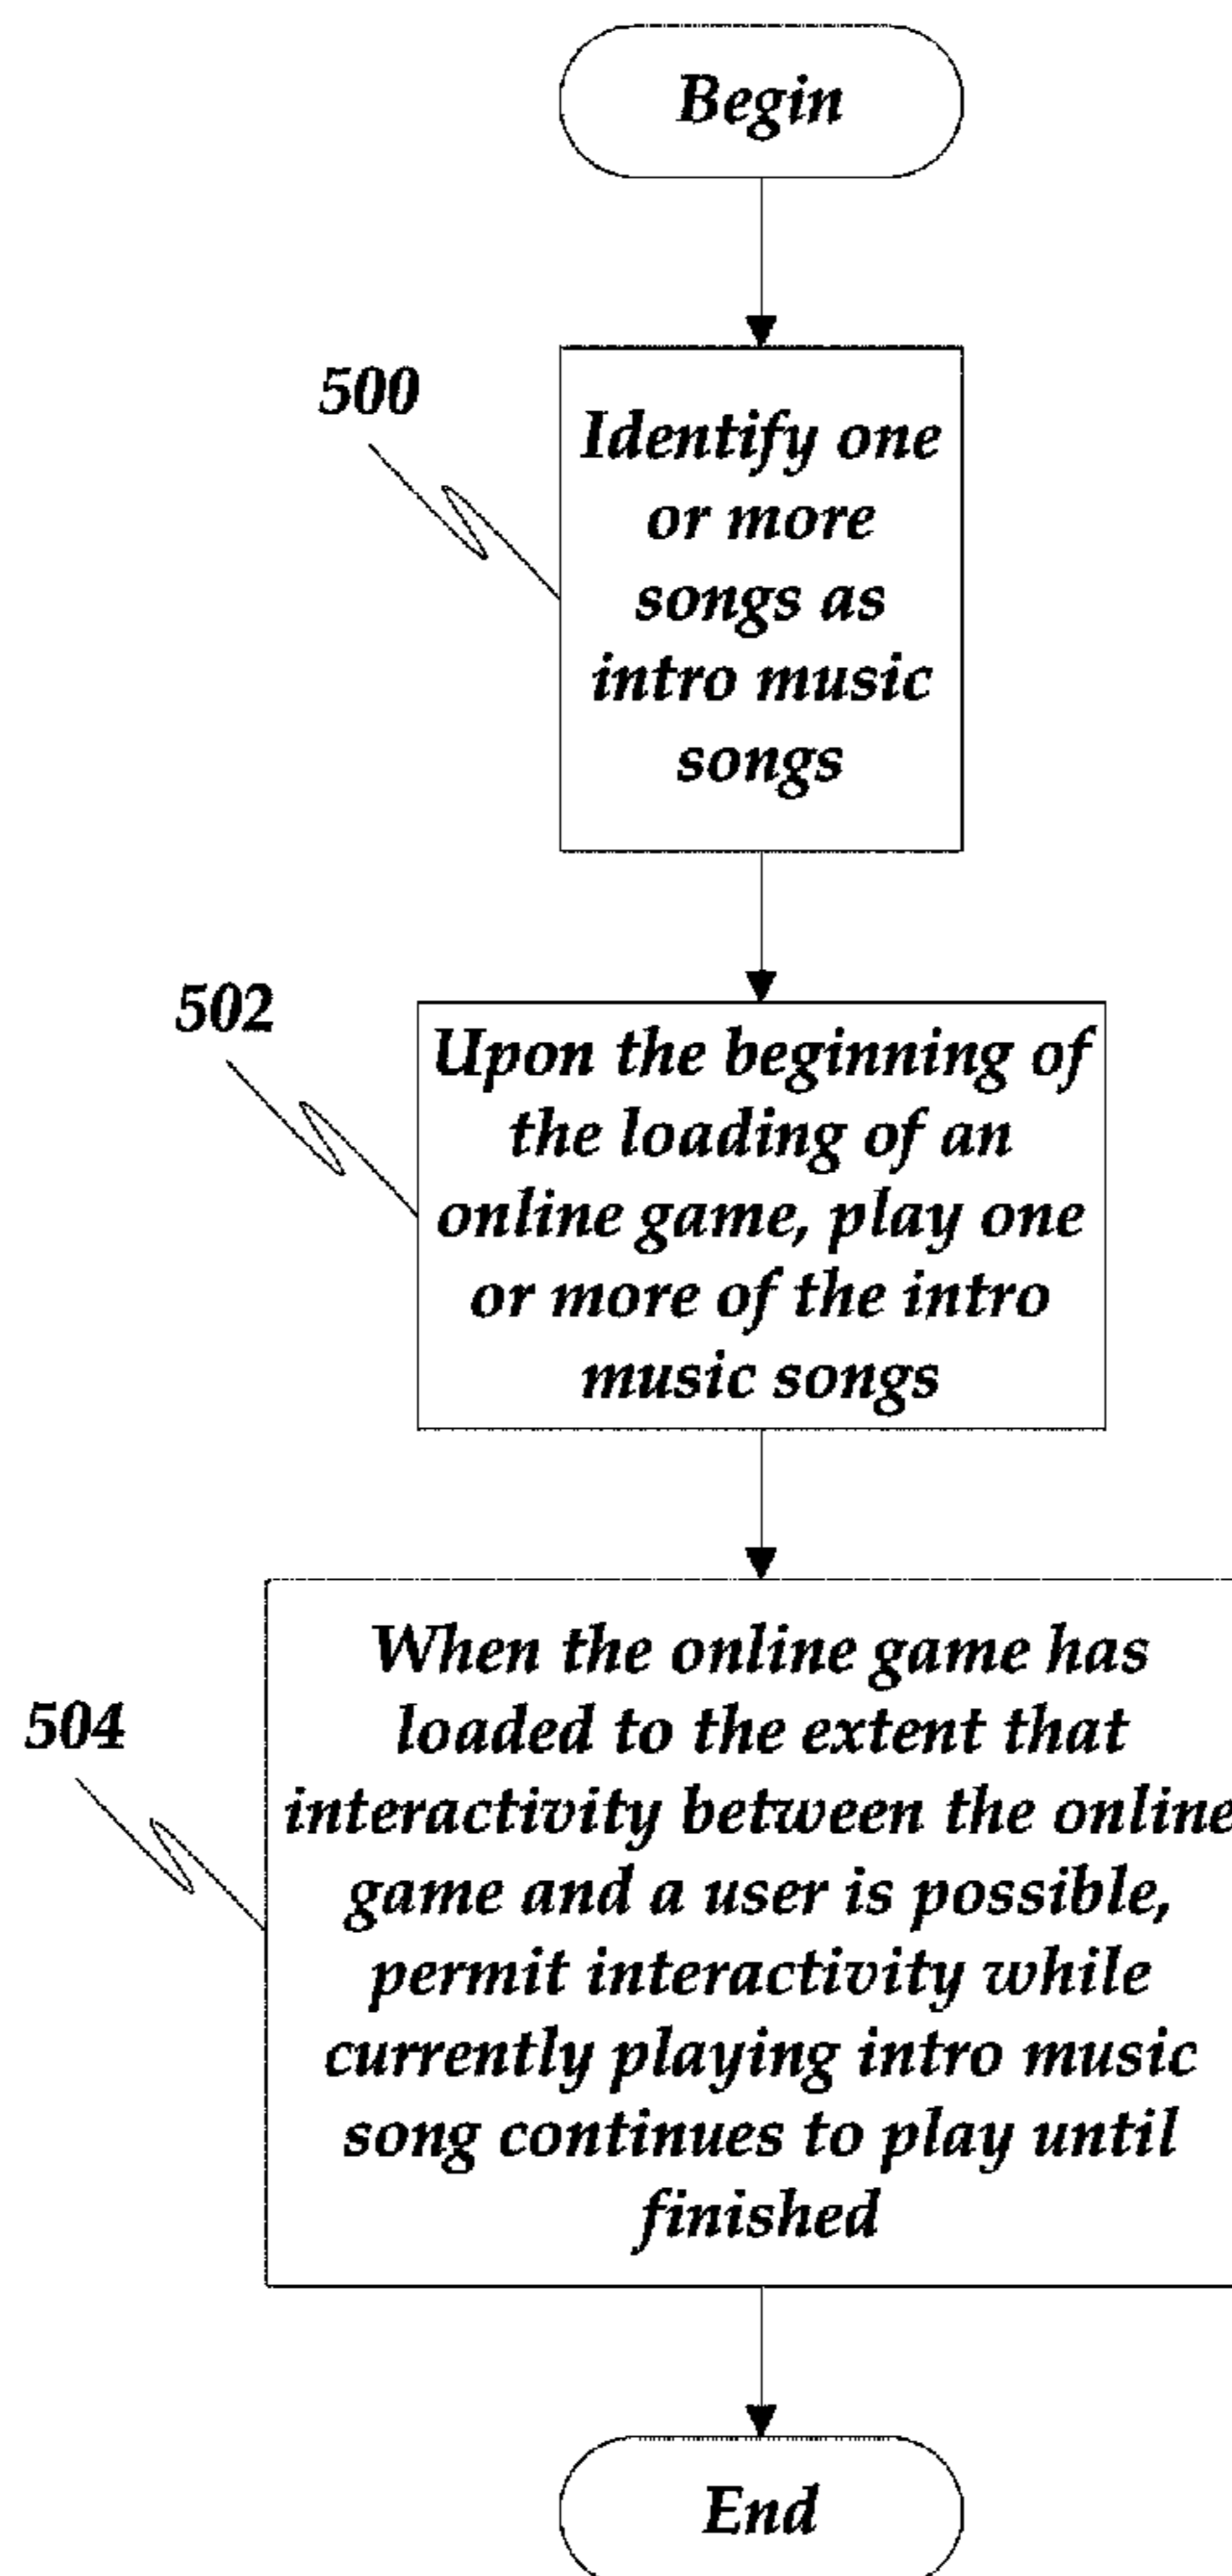 Begin
500
Identify one
or more
songs as
intro music
songs
502
Upon the beginning of
the loading of an
online game, play one
or more of the intro
music songs
504
When the online game has
loaded to the extent that
interactivity between the online
game and a user is possible,
permit interactivity while
currently playing intro music
song continues to play until
finished
End